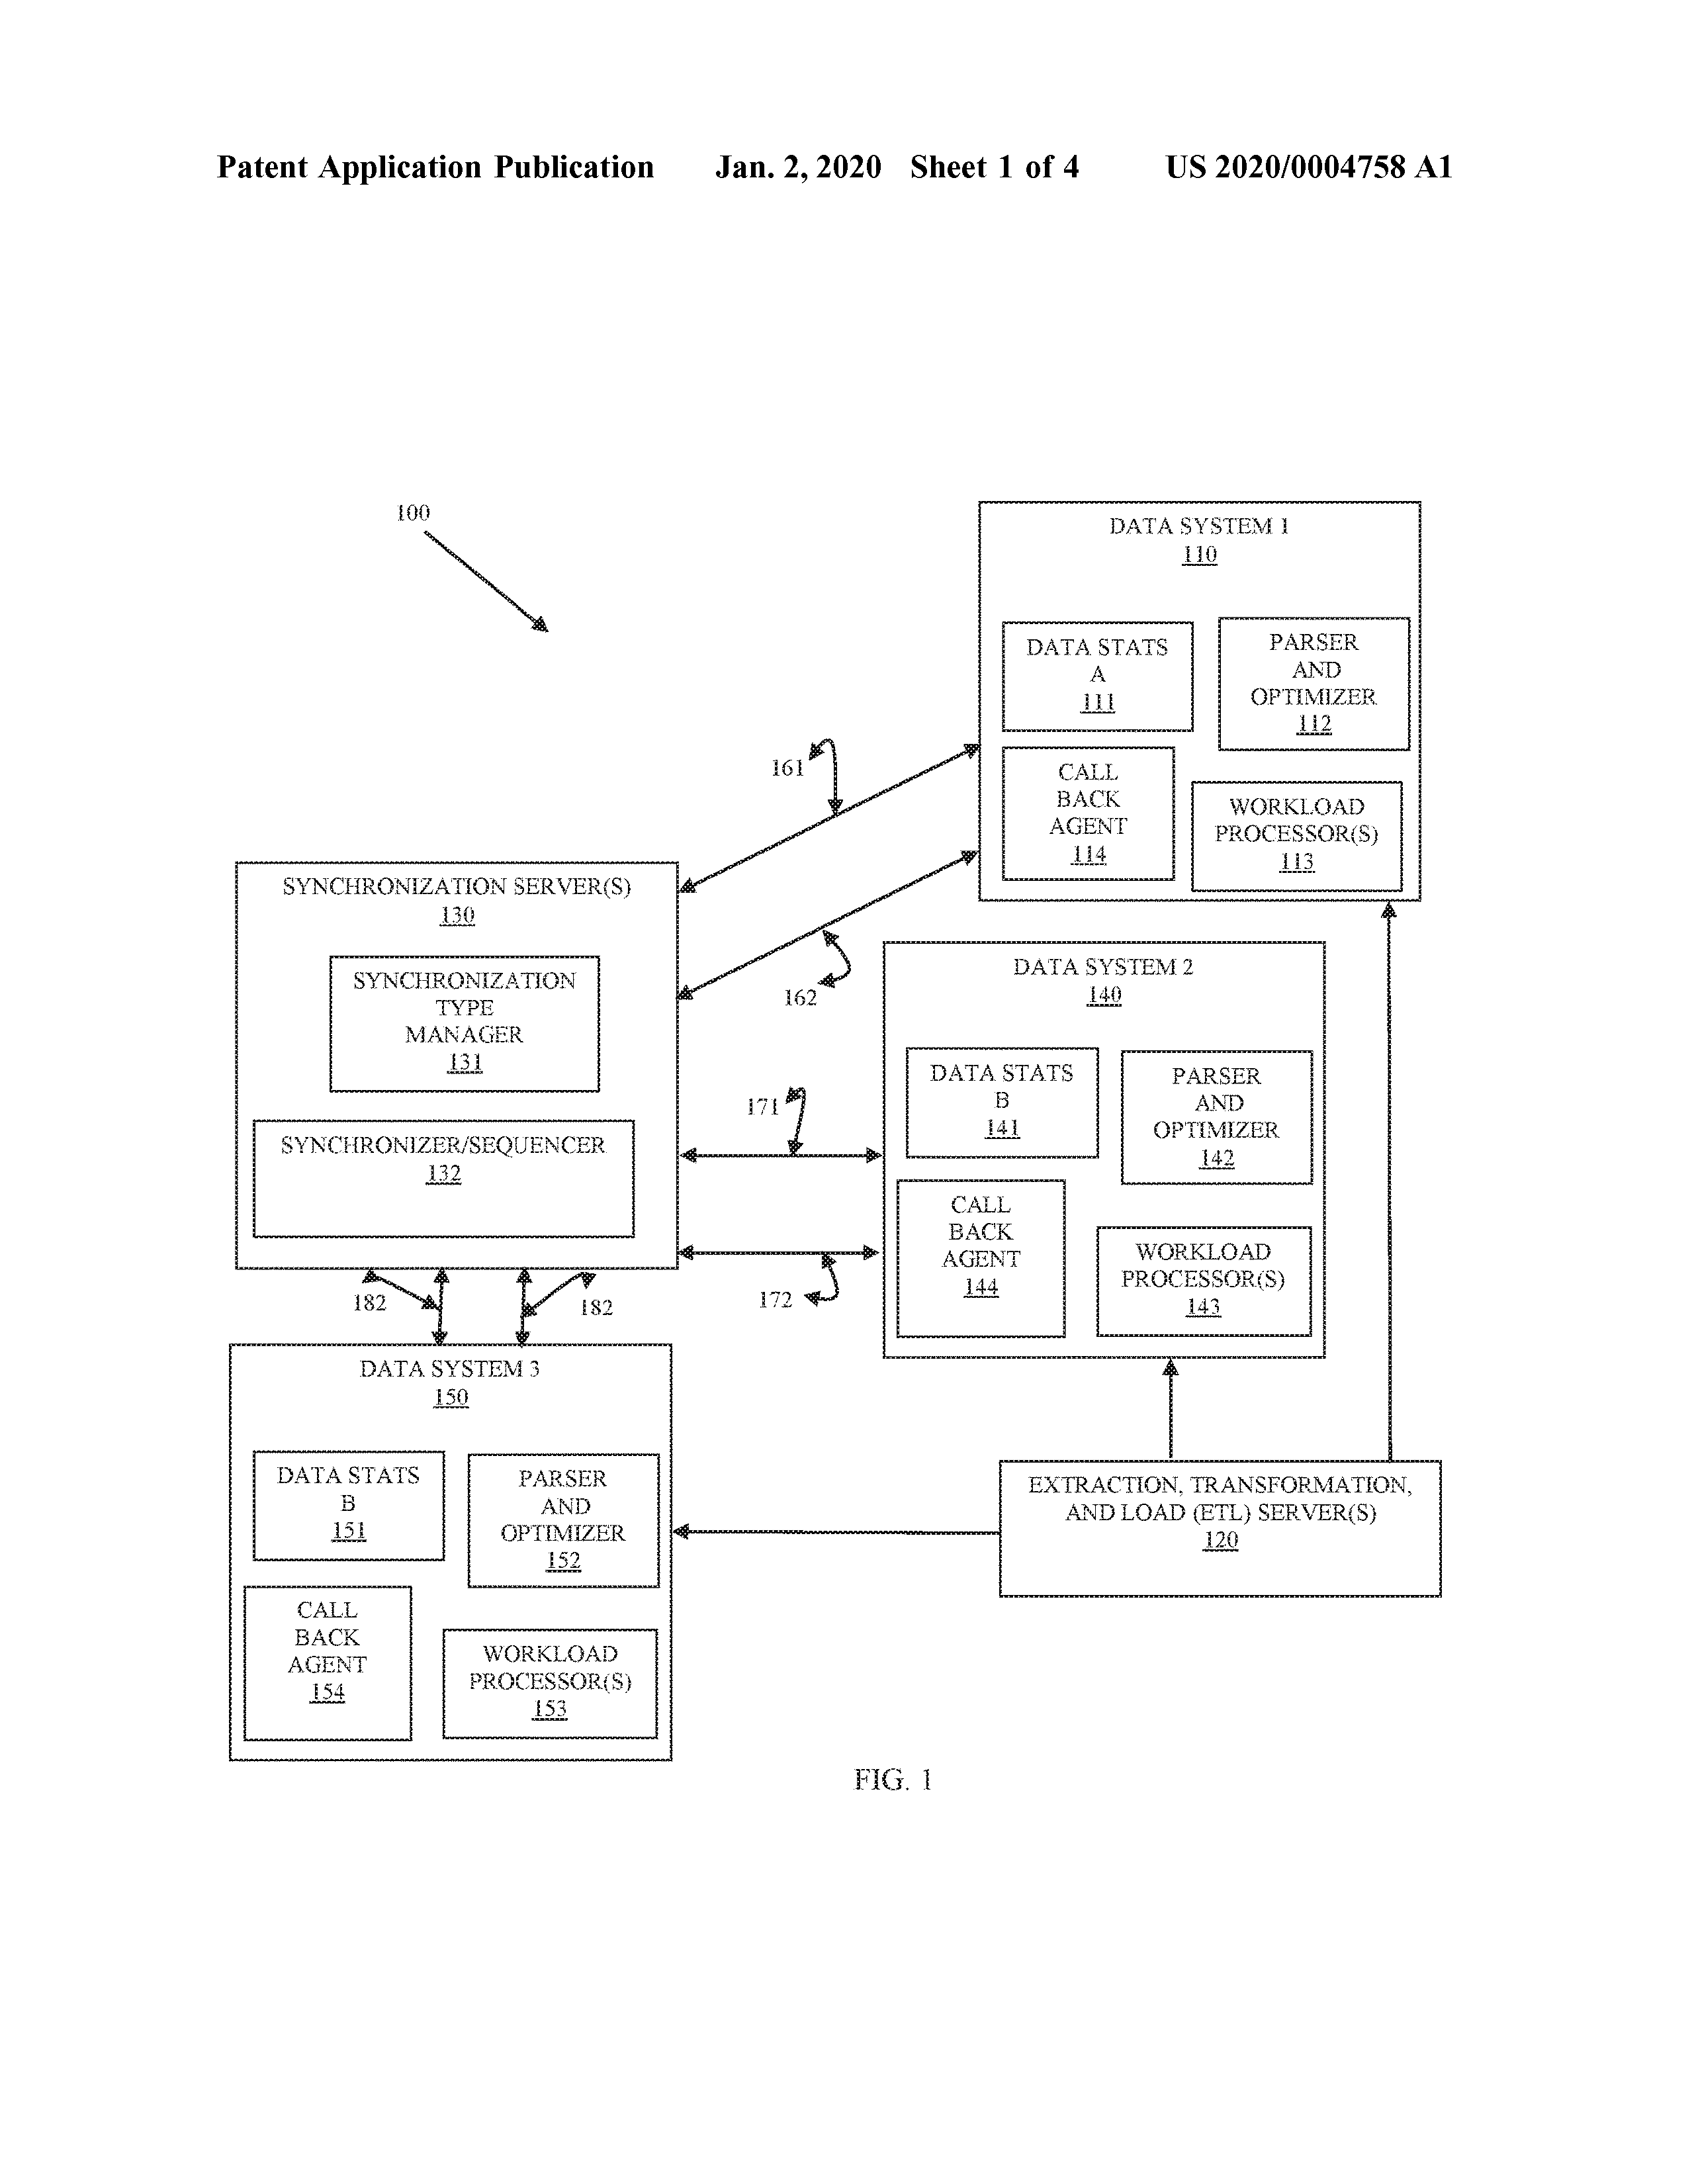 Patent Application Publication Jan. 2, 2020 Sheet 1 of 4 US 2020/0004758 A1
100
DATA SYSTEM 1
110
DATA STATS
A
111
PARSER
AND
OPTIMIZER
112
CALL
BACK
AGENT
114
WORKLOAD
PROCESSOR(S)
113
161
162
SYNCHRONIZATION SERVER(S)
130
SYNCHRONIZATION
TYPE
MANAGER
131
SYNCHRONIZER/SEQUENCER
132
171
172
DATA SYSTEM 2
140
DATA STATS
B
141
PARSER
AND
OPTIMIZER
142
CALL
BACK
AGENT
144
WORKLOAD
PROCESSOR(S)
143
182
182
DATA SYSTEM 3
150
DATA STATS
B
151
PARSER
AND
OPTIMIZER
152
CALL
BACK
AGENT
154
WORKLOAD
PROCESSOR(S)
153
EXTRACTION, TRANSFORMATION,
AND LOAD (ETL) SERVER(S)
120
FIG. 1